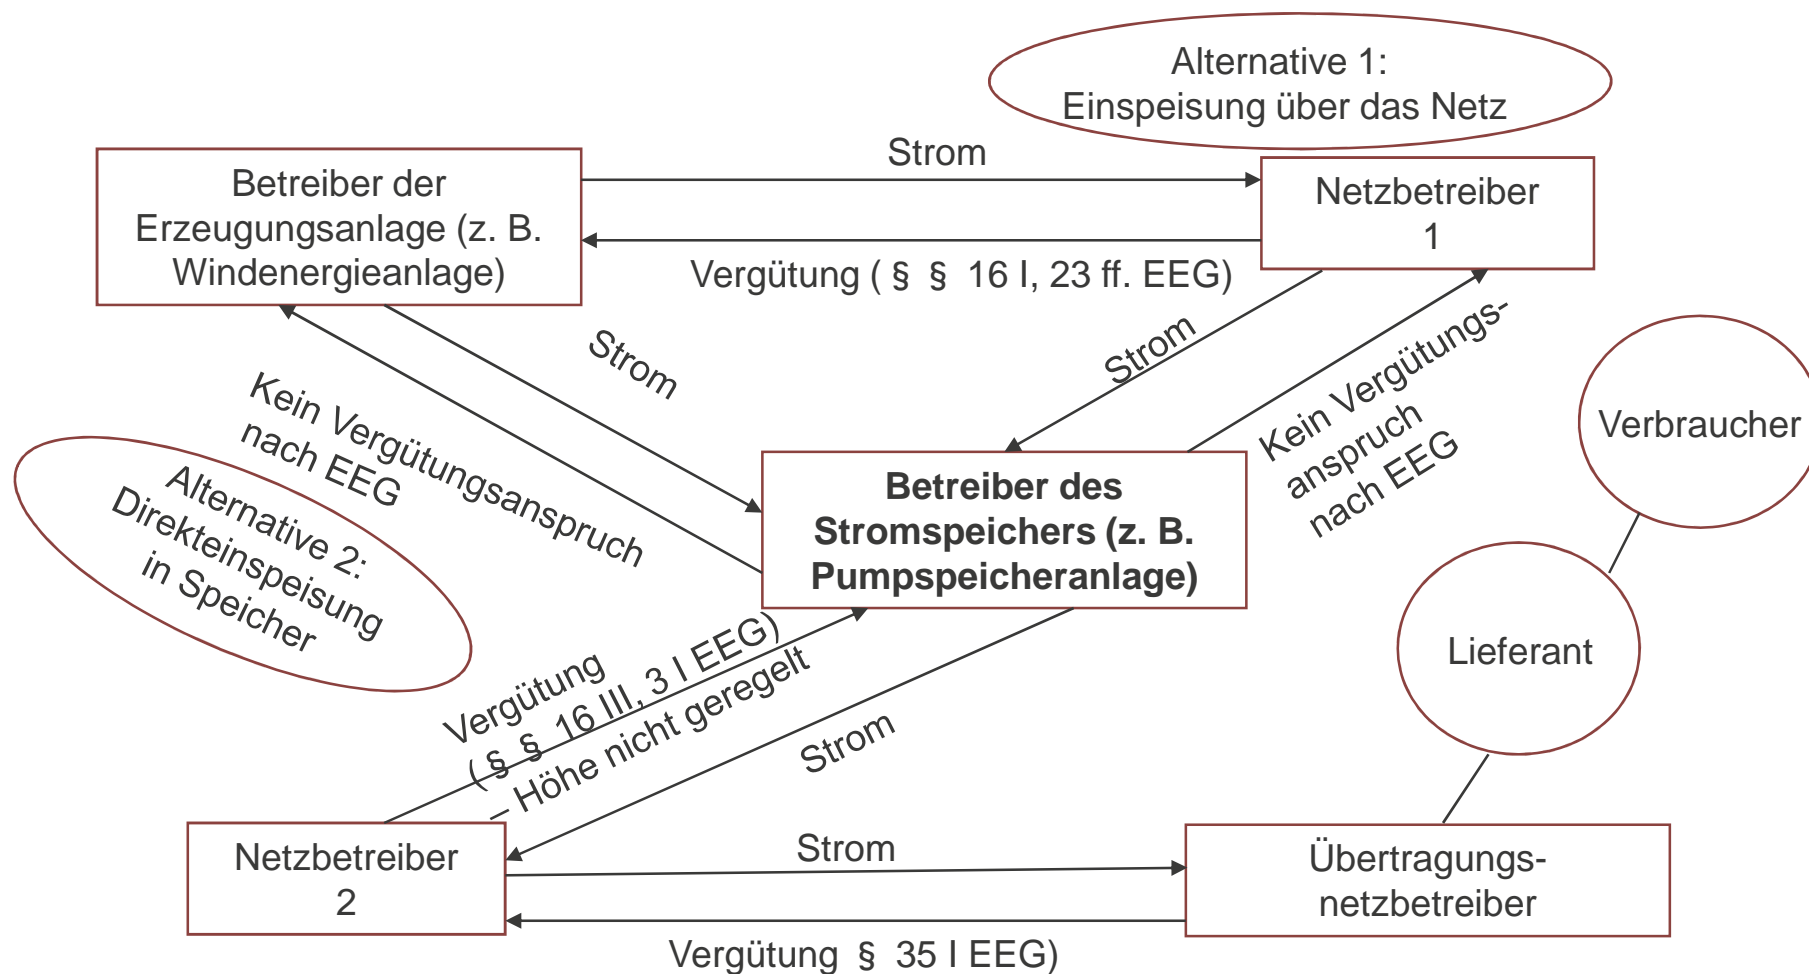 Alternative 1:
Einspeisung über das Netz
Strom
Betreiber der
Erzeugungsanlage (z. B.
Windenergieanlage)
Netzbetreiber
1
Vergütung ( § § 16 I, 23 ff. EEG)
Strom
Strom
Kein Vergütungs-
anspruch
nach EEG
Kein Vergütungsanspruch
nach EEG
Verbraucher
Alternative 2:
Direkteinspeisung
in Speicher
Betreiber des
Stromspeichers (z. B.
Pumpspeicheranlage)
Lieferant
Vergütung
( § § 16 III, 3 I EEG)
– Höhe nicht geregelt
Strom
Netzbetreiber
2
Strom
Übertragungs-
netzbetreiber
Vergütung § 35 I EEG)